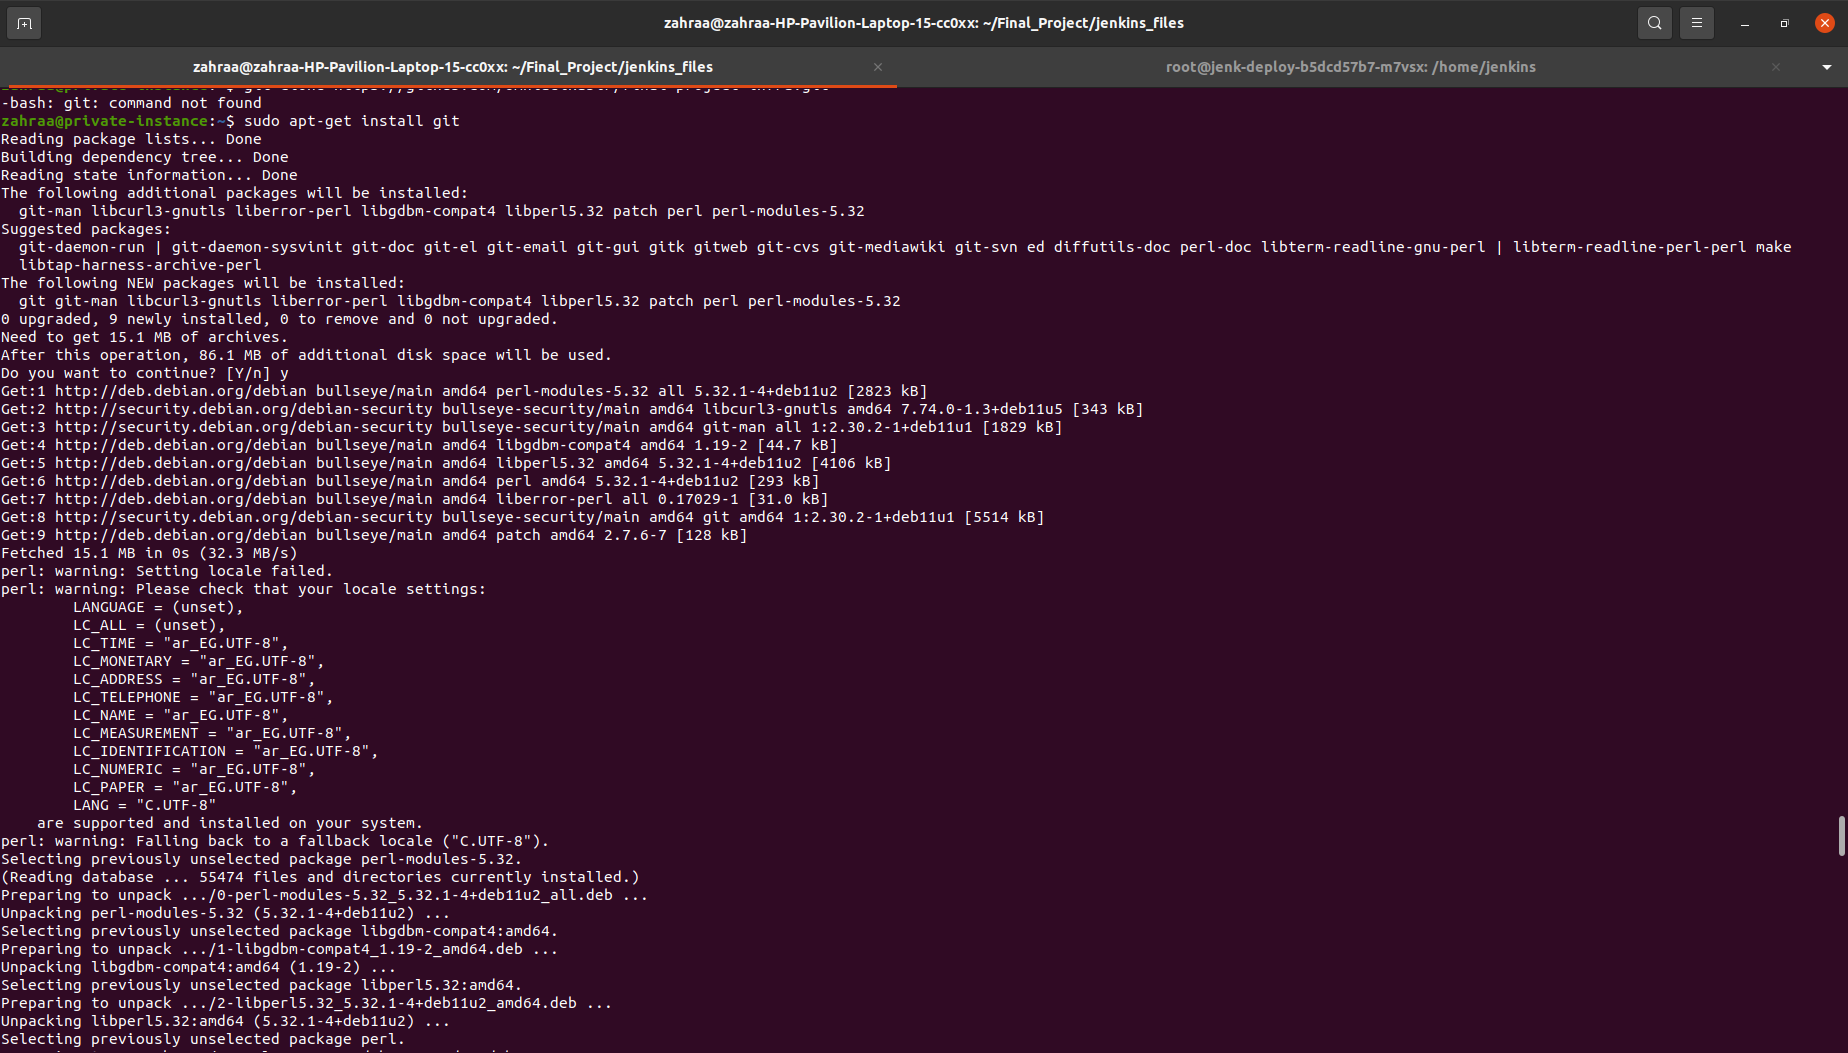 zahraa@zahraa-HP-Pavilion-Laptop-15-cc0xx: ~/Final_Project/jenkins_files
zahraa@zahraa-HP-Pavilion-Laptop-15-cc0xx: ~/Final_Project/jenkins_files
root@jenk-deploy-b5dcd57b7-m7vsx: /home/jenkins
-bash: git: command not found
zahraa@private-instance:~$ sudo apt-get install git
Reading package lists... Done
Building dependency tree... Done
Reading state information... Done
The following additional packages will be installed:
  git-man libcurl3-gnutls liberror-perl libgdbm-compat4 libperl5.32 patch perl perl-modules-5.32
Suggested packages:
  git-daemon-run | git-daemon-sysvinit git-doc git-el git-email git-gui gitk gitweb git-cvs git-mediawiki git-svn ed diffutils-doc perl-doc libterm-readline-gnu-perl | libterm-readline-perl-perl make
  libtap-harness-archive-perl
The following NEW packages will be installed:
  git git-man libcurl3-gnutls liberror-perl libgdbm-compat4 libperl5.32 patch perl perl-modules-5.32
0 upgraded, 9 newly installed, 0 to remove and 0 not upgraded.
Need to get 15.1 MB of archives.
After this operation, 86.1 MB of additional disk space will be used.
Do you want to continue? [Y/n] y
Get:1 http://deb.debian.org/debian bullseye/main amd64 perl-modules-5.32 all 5.32.1-4+deb11u2 [2823 kB]
Get:2 http://security.debian.org/debian-security bullseye-security/main amd64 libcurl3-gnutls amd64 7.74.0-1.3+deb11u5 [343 kB]
Get:3 http://security.debian.org/debian-security bullseye-security/main amd64 git-man all 1:2.30.2-1+deb11u1 [1829 kB]
Get:4 http://deb.debian.org/debian bullseye/main amd64 libgdbm-compat4 amd64 1.19-2 [44.7 kB]
Get:5 http://deb.debian.org/debian bullseye/main amd64 libperl5.32 amd64 5.32.1-4+deb11u2 [4106 kB]
Get:6 http://deb.debian.org/debian bullseye/main amd64 perl amd64 5.32.1-4+deb11u2 [293 kB]
Get:7 http://deb.debian.org/debian bullseye/main amd64 liberror-perl all 0.17029-1 [31.0 kB]
Get:8 http://security.debian.org/debian-security bullseye-security/main amd64 git amd64 1:2.30.2-1+deb11u1 [5514 kB]
Get:9 http://deb.debian.org/debian bullseye/main amd64 patch amd64 2.7.6-7 [128 kB]
Fetched 15.1 MB in 0s (32.3 MB/s)
perl: warning: Setting locale failed.
perl: warning: Please check that your locale settings:
        LANGUAGE = (unset),
        LC_ALL = (unset),
        LC_TIME = "ar_EG.UTF-8",
        LC_MONETARY = "ar_EG.UTF-8",
        LC_ADDRESS = "ar_EG.UTF-8",
        LC_TELEPHONE = "ar_EG.UTF-8",
        LC_NAME = "ar_EG.UTF-8",
        LC_MEASUREMENT = "ar_EG.UTF-8",
        LC_IDENTIFICATION = "ar_EG.UTF-8",
        LC_NUMERIC = "ar_EG.UTF-8",
        LC_PAPER = "ar_EG.UTF-8",
        LANG = "C.UTF-8"
    are supported and installed on your system.
perl: warning: Falling back to a fallback locale ("C.UTF-8").
Selecting previously unselected package perl-modules-5.32.
(Reading database ... 55474 files and directories currently installed.)
Preparing to unpack .../0-perl-modules-5.32_5.32.1-4+deb11u2_all.deb ...
Unpacking perl-modules-5.32 (5.32.1-4+deb11u2) ...
Selecting previously unselected package libgdbm-compat4:amd64.
Preparing to unpack .../1-libgdbm-compat4_1.19-2_amd64.deb ...
Unpacking libgdbm-compat4:amd64 (1.19-2) ...
Selecting previously unselected package libperl5.32:amd64.
Preparing to unpack .../2-libperl5.32_5.32.1-4+deb11u2_amd64.deb ...
Unpacking libperl5.32:amd64 (5.32.1-4+deb11u2) ...
Selecting previously unselected package perl.